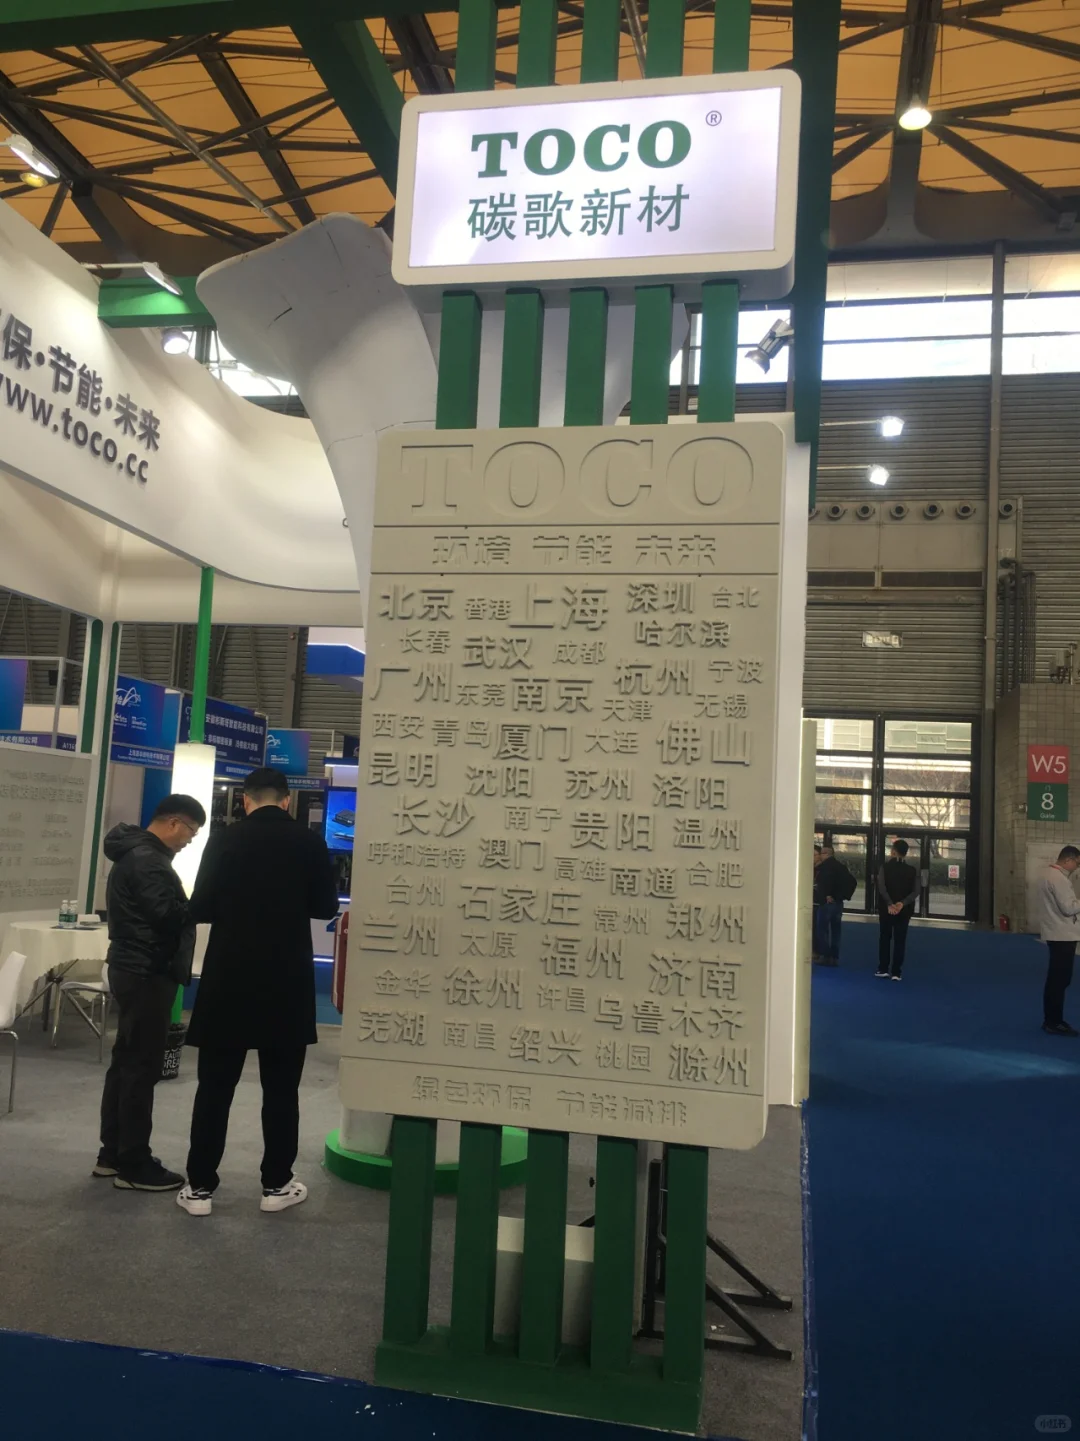 TOCO®
碳歌新材
保·节能·未来
www.toco.cc
TOCO
环境 节能 未来
北京 香港 上海 深圳 台北
长春 武汉 成都 哈尔滨
广州 东莞 南京 天津 杭州 宁波
无锡
西安 青岛 厦门 大连 佛山
昆明 沈阳 苏州 洛阳
长沙 南宁 贵阳 温州
呼和浩特 澳门 高雄 南通 合肥
台州 石家庄 常州 郑州
兰州 太原 福州 济南
金华 徐州 许昌 乌鲁木齐
芜湖 南昌 绍兴 桃园 滁州
绿色环保 节能减排
W5
8
Gate
小红书